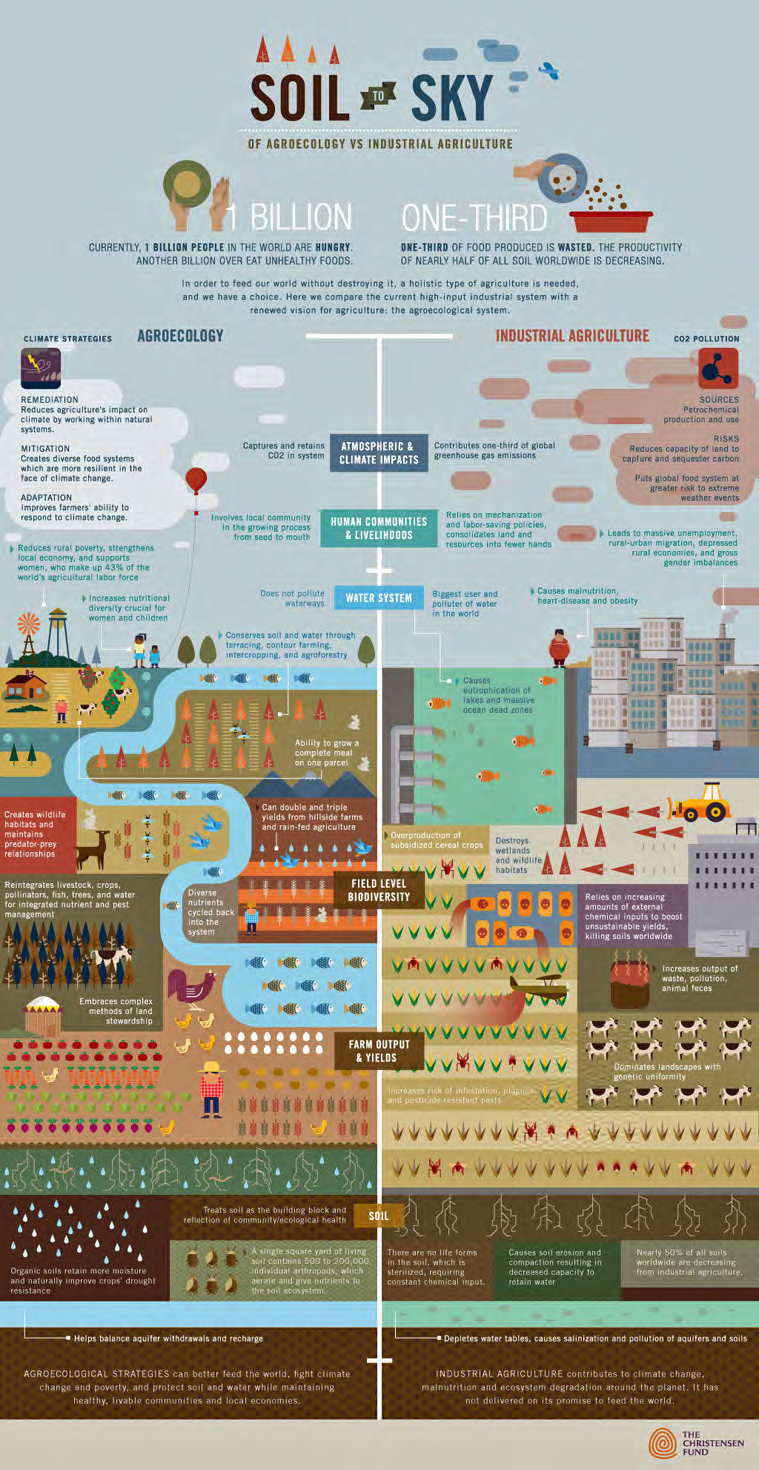 SOIL TO SKY
OF AGROECOLOGY VS INDUSTRIAL AGRICULTURE
1 BILLION
CURRENTLY, 1 BILLION PEOPLE IN THE WORLD ARE HUNGRY.
ANOTHER BILLION OVER EAT UNHEALTHY FOODS.
ONE-THIRD
ONE-THIRD OF FOOD PRODUCED IS WASTED. THE PRODUCTIVITY
OF NEARLY HALF OF ALL SOIL WORLDWIDE IS DECREASING.
In order to feed our world without destroying it, a holistic type of agriculture is needed,
and we have a choice. Here we compare the current high-input industrial system with a
renewed vision for agriculture: the agroecological system.
CLIMATE STRATEGIES
AGROECOLOGY
INDUSTRIAL AGRICULTURE
CO2 POLLUTION
REMEDIATION
Reduces agriculture's impact on
climate by working within natural
systems.
MITIGATION
Creates diverse food systems
which are more resilient in the
face of climate change.
ADAPTATION
Improves farmers' ability to
respond to climate change.
SOURCES
Petrochemical
production and use
RISKS
Reduces capacity of land to
capture and sequester carbon
Puts global food system at
greater risk to extreme
weather events
Captures and retains
CO2 in system
ATMOSPHERIC &
CLIMATE IMPACTS
Contributes one-third of global
greenhouse gas emissions
Involves local community
in the growing process
from seed to mouth
HUMAN COMMUNITIES
& LIVELIHOODS
Relies on mechanization
and labor-saving policies,
consolidates land and
resources into fewer hands
Reduces rural poverty, strengthens
local economy, and supports
women, who make up 43% of the
world's agricultural labor force
Leads to massive unemployment,
rural-urban migration, depressed
rural economies, and gross
gender imbalances
Increases nutritional
diversity crucial for
women and children
Does not pollute
waterways
WATER SYSTEM
Biggest user and
polluter of water
in the world
Causes malnutrition,
heart-disease and obesity
Conserves soil and water through
terracing, contour farming,
intercropping, and agroforestry
Causes
eutrophication of
lakes and massive
ocean dead zones
Ability to grow a
complete meal
on one parcel
Creates wildlife
habitats and
maintains
predator-prey
relationships
Can double and triple
yields from hillside farms
and rain-fed agriculture
Overproduction of
subsidized cereal crops
Destroys
wetlands
and wildlife
habitats
Reintegrates livestock, crops,
pollinators, fish, trees, and water
for integrated nutrient and pest
management
Diverse
nutrients
cycled back
into the
system
FIELD LEVEL
BIODIVERSITY
Relies on increasing
amounts of external
chemical inputs to boost
unsustainable yields,
killing soils worldwide
Increases output of
waste, pollution,
animal feces
Embraces complex
methods of land
stewardship
FARM OUTPUT
& YIELDS
Dominates landscapes with
genetic uniformity
Increases risk of infestation, plagues,
and pesticide resistant pests
Treats soil as the building block and
reflection of community/ecological health
SOIL
Organic soils retain more moisture
and naturally improve crops' drought
resistance
A single square yard of living
soil contains 500 to 200,000
individual arthropods, which
aerate and give nutrients to
the soil ecosystem.
There are no life forms
in the soil, which is
sterilized, requiring
constant chemical input.
Causes soil erosion and
compaction resulting in
decreased capacity to
retain water
Nearly 50% of all soils
worldwide are decreasing
from industrial agriculture.
Helps balance aquifer withdrawals and recharge
Depletes water tables, causes salinization and pollution of aquifers and soils
AGROECOLOGICAL STRATEGIES can better feed the world, fight climate
change and poverty, and protect soil and water while maintaining
healthy, livable communities and local economies.
INDUSTRIAL AGRICULTURE contributes to climate change,
malnutrition and ecosystem degradation around the planet. It has
not delivered on its promise to feed the world.
THE
CHRISTENSEN
FUND